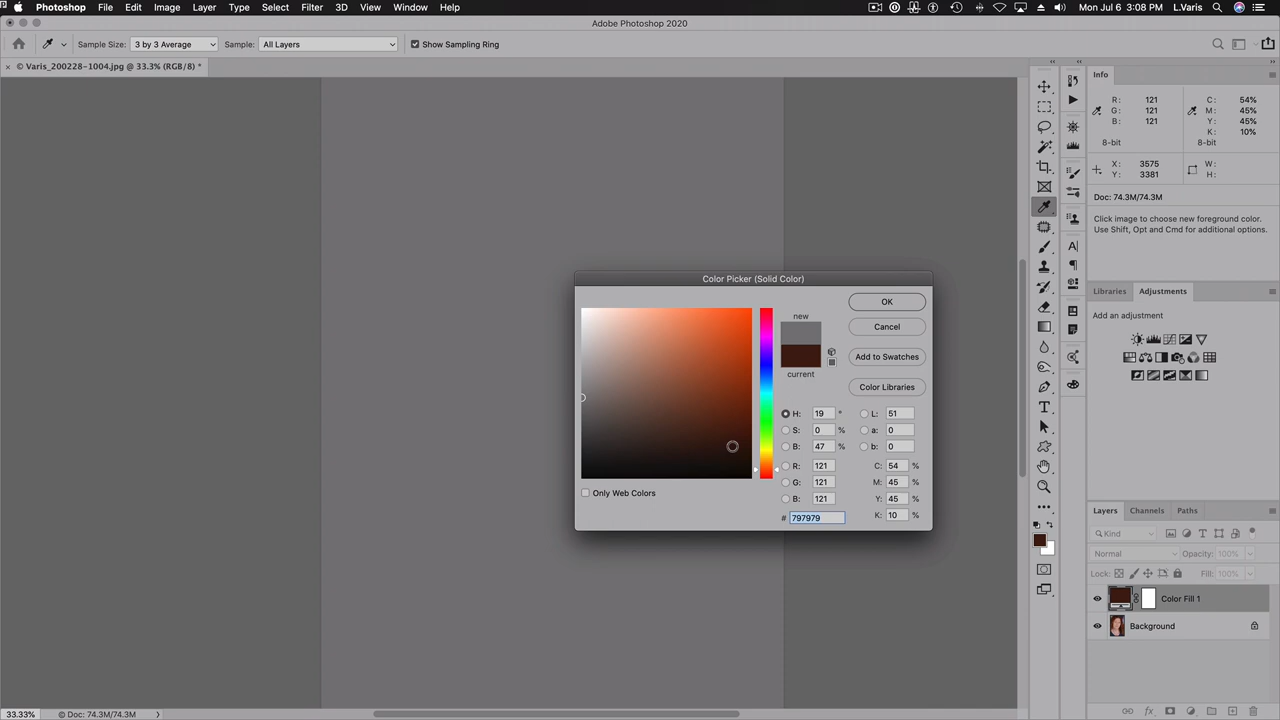 Photoshop File Edit Image Layer Type Select Filter 3D View Window Help Mon Jul 6 3:08 PM L.Varis
Adobe Photoshop 2020
Sample Size: 3 by 3 Average Sample: All Layers Show Sampling Ring
× © Varis_200228-1004.jpg @ 33.3% (RGB/8) *
Info
R: 121 C: 54%
G: 121 M: 45%
B: 121 Y: 45%
K: 10%
8-bit 8-bit
X: 3575 W:
Y: 3381 H:
Doc: 74.3M/74.3M
Click image to choose new foreground color.
Use Shift, Opt and Cmd for additional options.
Libraries Adjustments
Add an adjustment
Color Picker (Solid Color)
new
current
OK
Cancel
Add to Swatches
Color Libraries
H: 19 ° L: 51
S: 0 % a: 0
B: 47 % b: 0
R: 121 C: 54 %
G: 121 M: 45 %
B: 121 Y: 45 %
# 797979 K: 10 %
Only Web Colors
Layers Channels Paths
Kind
Normal Opacity: 100%
Lock: Fill: 100%
Color Fill 1
Background
33.33% © Doc: 74.3M/74.3M